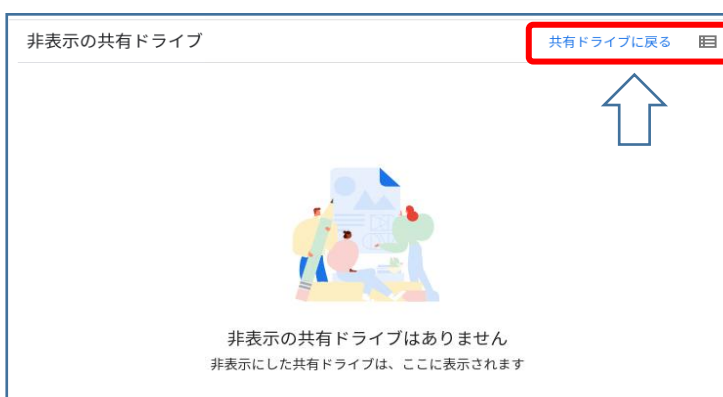 非表示の共有ドライブ
共有ドライブに戻る
非表示の共有ドライブはありません
非表示にした共有ドライブは、ここに表示されます